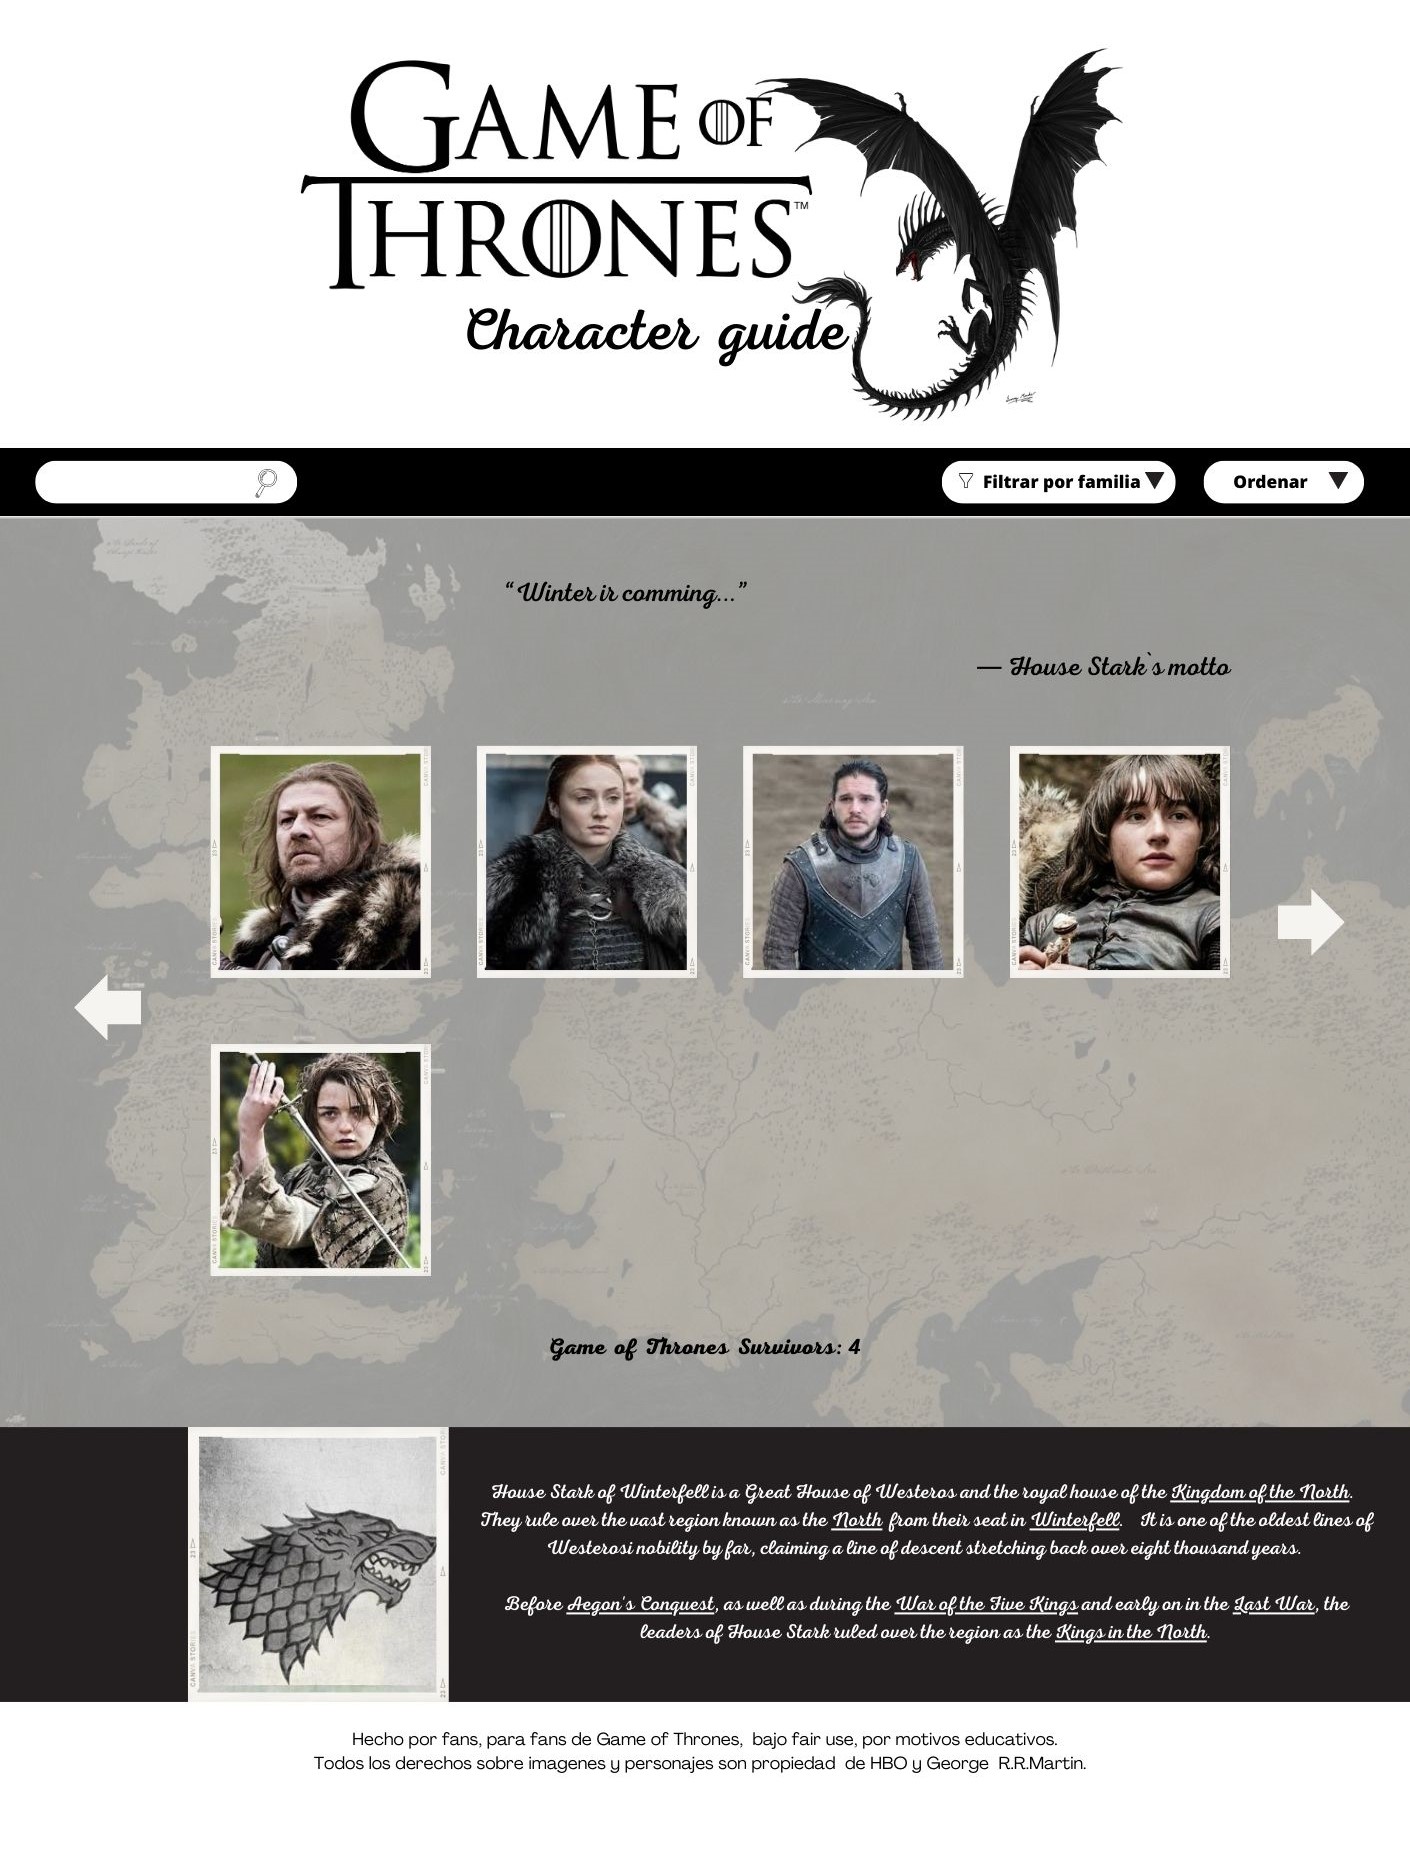 GAME OF
THRONES™
Character guide
Filtrar por familia
Ordenar
“Winter is comming...”
— House Stark`s motto
CANVA STORIES
23
Game of Thrones Survivors: 4
House Stark of Winterfell is a Great House of Westeros and the royal house of the Kingdom of the North.
They rule over the vast region known as the North from their seat in Winterfell. It is one of the oldest lines of
Westerosi nobility by far, claiming a line of descent stretching back over eight thousand years.
Before Aegon's Conquest, as well as during the War of the Five Kings and early on in the Last War, the
leaders of House Stark ruled over the region as the Kings in the North.
Hecho por fans, para fans de Game of Thrones, bajo fair use, por motivos educativos.
Todos los derechos sobre imagenes y personajes son propiedad de HBO y George R.R.Martin.